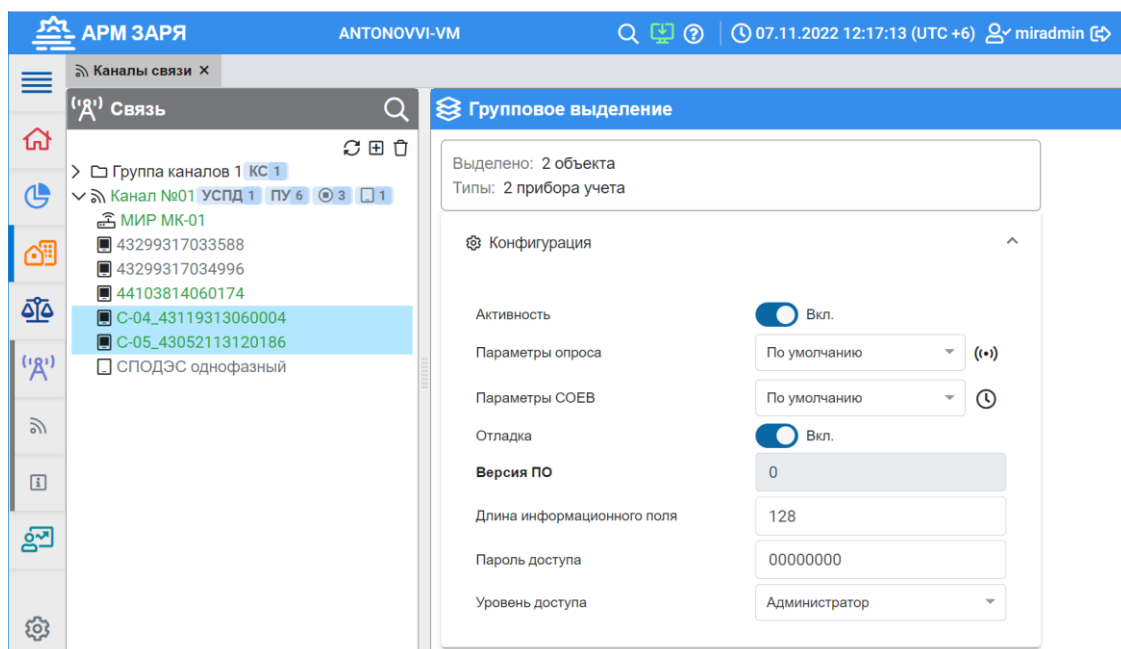 АРМ ЗАРЯ ANTONOVVI-VM 07.11.2022 12:17:13 (UTC +6) miradmin
Каналы связи ×
Связь
Групповое выделение
Группа каналов 1 КС 1
Канал №01 УСПД 1 ПУ 6 3 1
МИР МК-01
43299317033588
43299317034996
44103814060174
С-04_43119313060004
С-05_43052113120186
СПОДЭС однофазный
Выделено: 2 объекта
Типы: 2 прибора учета
Конфигурация
Активность Вкл.
Параметры опроса По умолчанию
Параметры СОЕВ По умолчанию
Отладка Вкл.
Версия ПО 0
Длина информационного поля 128
Пароль доступа 00000000
Уровень доступа Администратор